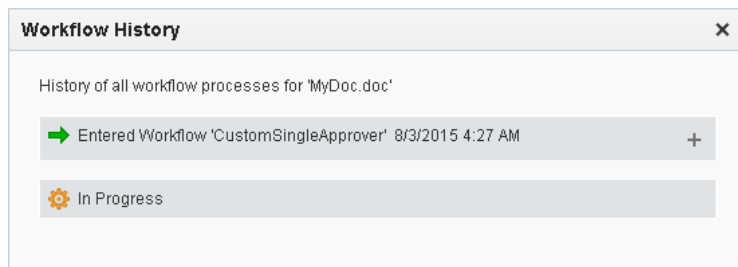 Workflow History
History of all workflow processes for 'MyDoc.doc'
Entered Workflow 'CustomSingleApprover' 8/3/2015 4:27 AM
In Progress